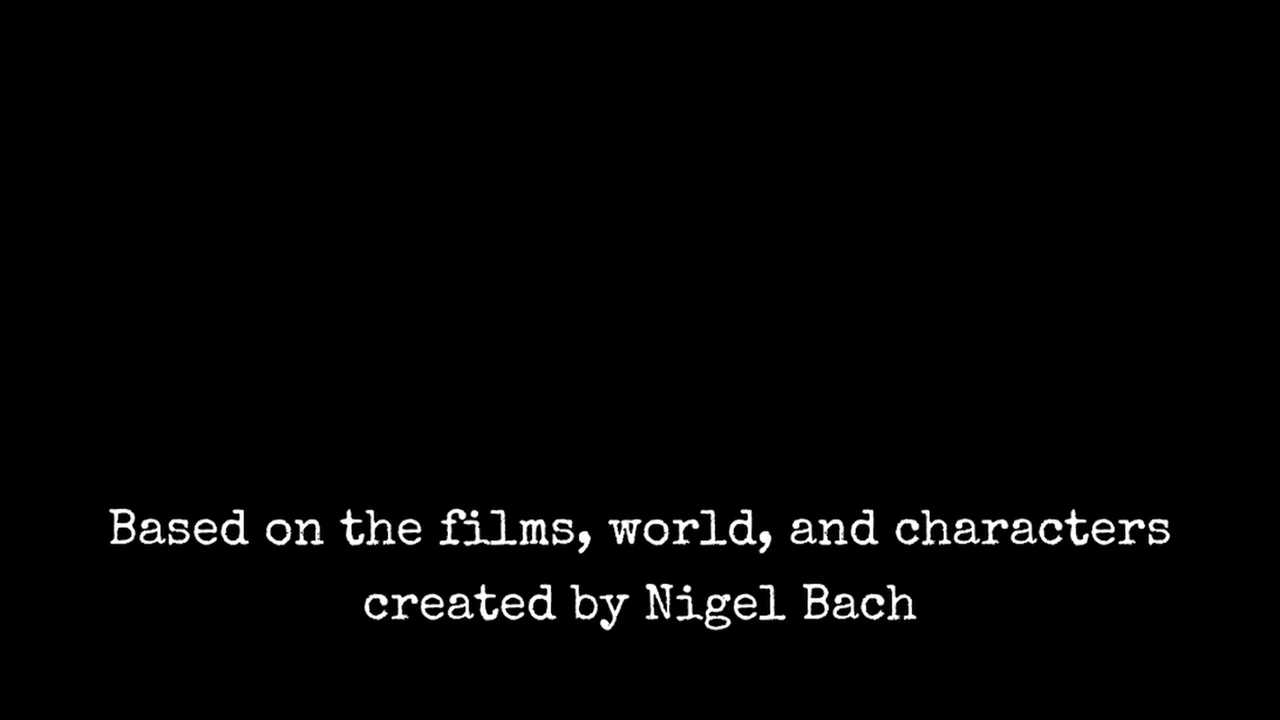 Based on the films, world, and characters
created by Nigel Bach